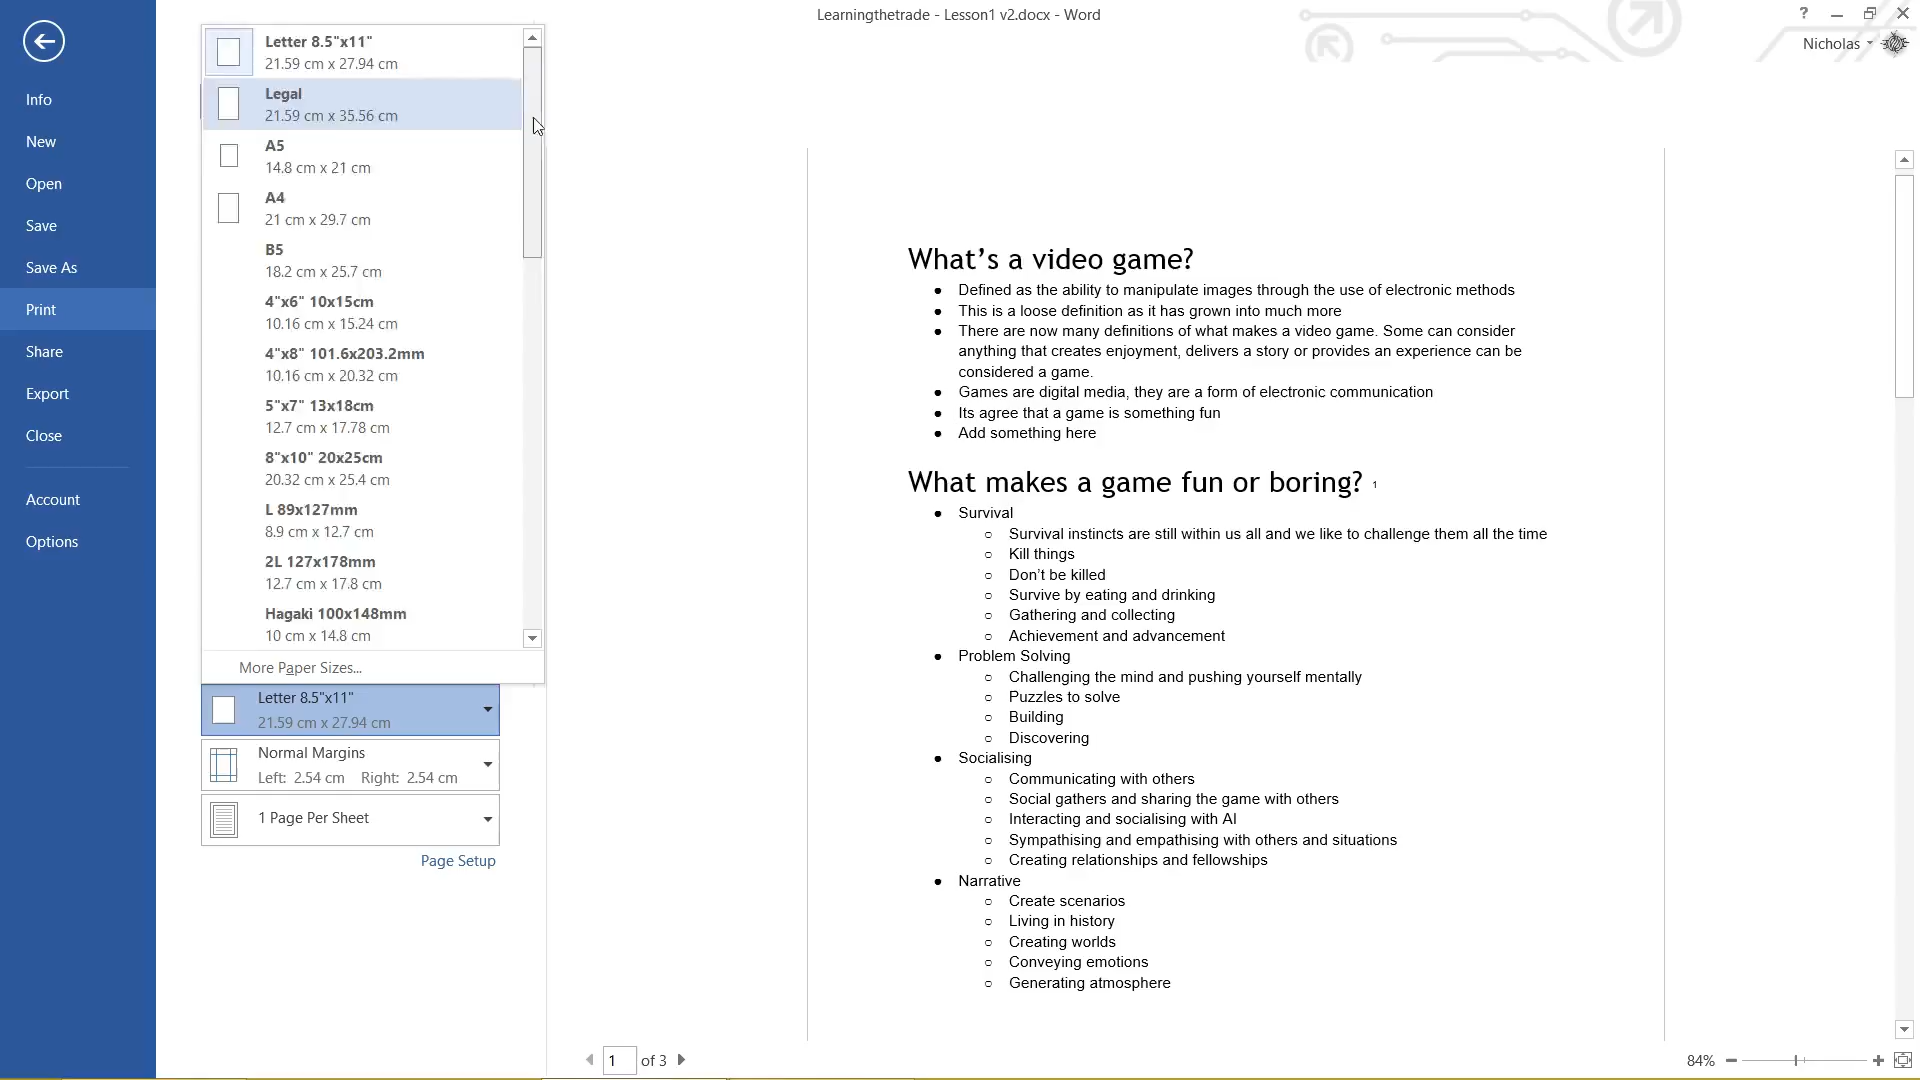 Learningthetrade - Lesson1 v2.docx - Word
?
Nicholas
Info
New
Open
Save
Save As
Print
Share
Export
Close
Account
Options
Letter 8.5"x11"
21.59 cm x 27.94 cm
Legal
21.59 cm x 35.56 cm
A5
14.8 cm x 21 cm
A4
21 cm x 29.7 cm
B5
18.2 cm x 25.7 cm
4"x6" 10x15cm
10.16 cm x 15.24 cm
4"x8" 101.6x203.2mm
10.16 cm x 20.32 cm
5"x7" 13x18cm
12.7 cm x 17.78 cm
8"x10" 20x25cm
20.32 cm x 25.4 cm
L 89x127mm
8.9 cm x 12.7 cm
2L 127x178mm
12.7 cm x 17.8 cm
Hagaki 100x148mm
10 cm x 14.8 cm
More Paper Sizes...
Letter 8.5"x11"
21.59 cm x 27.94 cm
Normal Margins
Left: 2.54 cm Right: 2.54 cm
1 Page Per Sheet
Page Setup
What’s a video game?
● Defined as the ability to manipulate images through the use of electronic methods
● This is a loose definition as it has grown into much more
● There are now many definitions of what makes a video game. Some can consider
anything that creates enjoyment, delivers a story or provides an experience can be
considered a game.
● Games are digital media, they are a form of electronic communication
● Its agree that a game is something fun
● Add something here
What makes a game fun or boring? 1
● Survival
○ Survival instincts are still within us all and we like to challenge them all the time
○ Kill things
○ Don’t be killed
○ Survive by eating and drinking
○ Gathering and collecting
○ Achievement and advancement
● Problem Solving
○ Challenging the mind and pushing yourself mentally
○ Puzzles to solve
○ Building
○ Discovering
● Socialising
○ Communicating with others
○ Social gathers and sharing the game with others
○ Interacting and socialising with AI
○ Sympathising and empathising with others and situations
○ Creating relationships and fellowships
● Narrative
○ Create scenarios
○ Living in history
○ Creating worlds
○ Conveying emotions
○ Generating atmosphere
1 of 3
84%